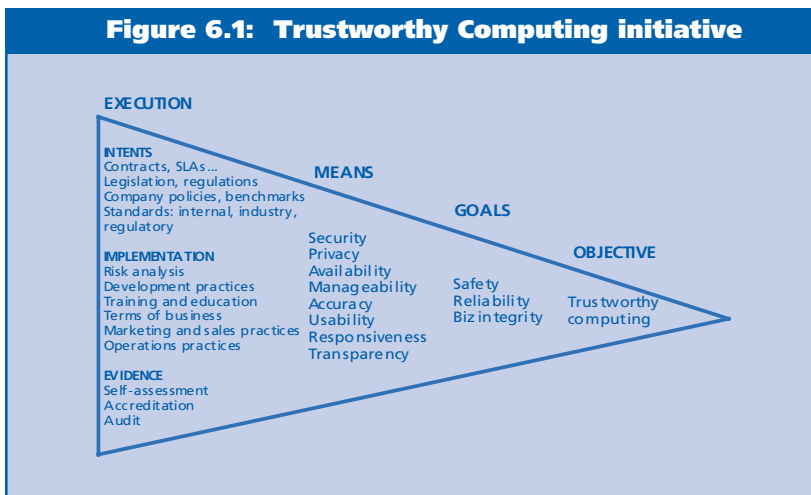 Figure 6.1: Trustworthy Computing initiative
EXECUTION
INTENTS
Contracts, SLAs...
Legislation, regulations
Company policies, benchmarks
Standards: internal, industry,
regulatory
IMPLEMENTATION
Risk analysis
Development practices
Training and education
Terms of business
Marketing and sales practices
Operations practices
EVIDENCE
Self-assessment
Accreditation
Audit
MEANS
Security
Privacy
Availability
Manageability
Accuracy
Usability
Responsiveness
Transparency
GOALS
Safety
Reliability
Biz integrity
OBJECTIVE
Trustworthy
computing